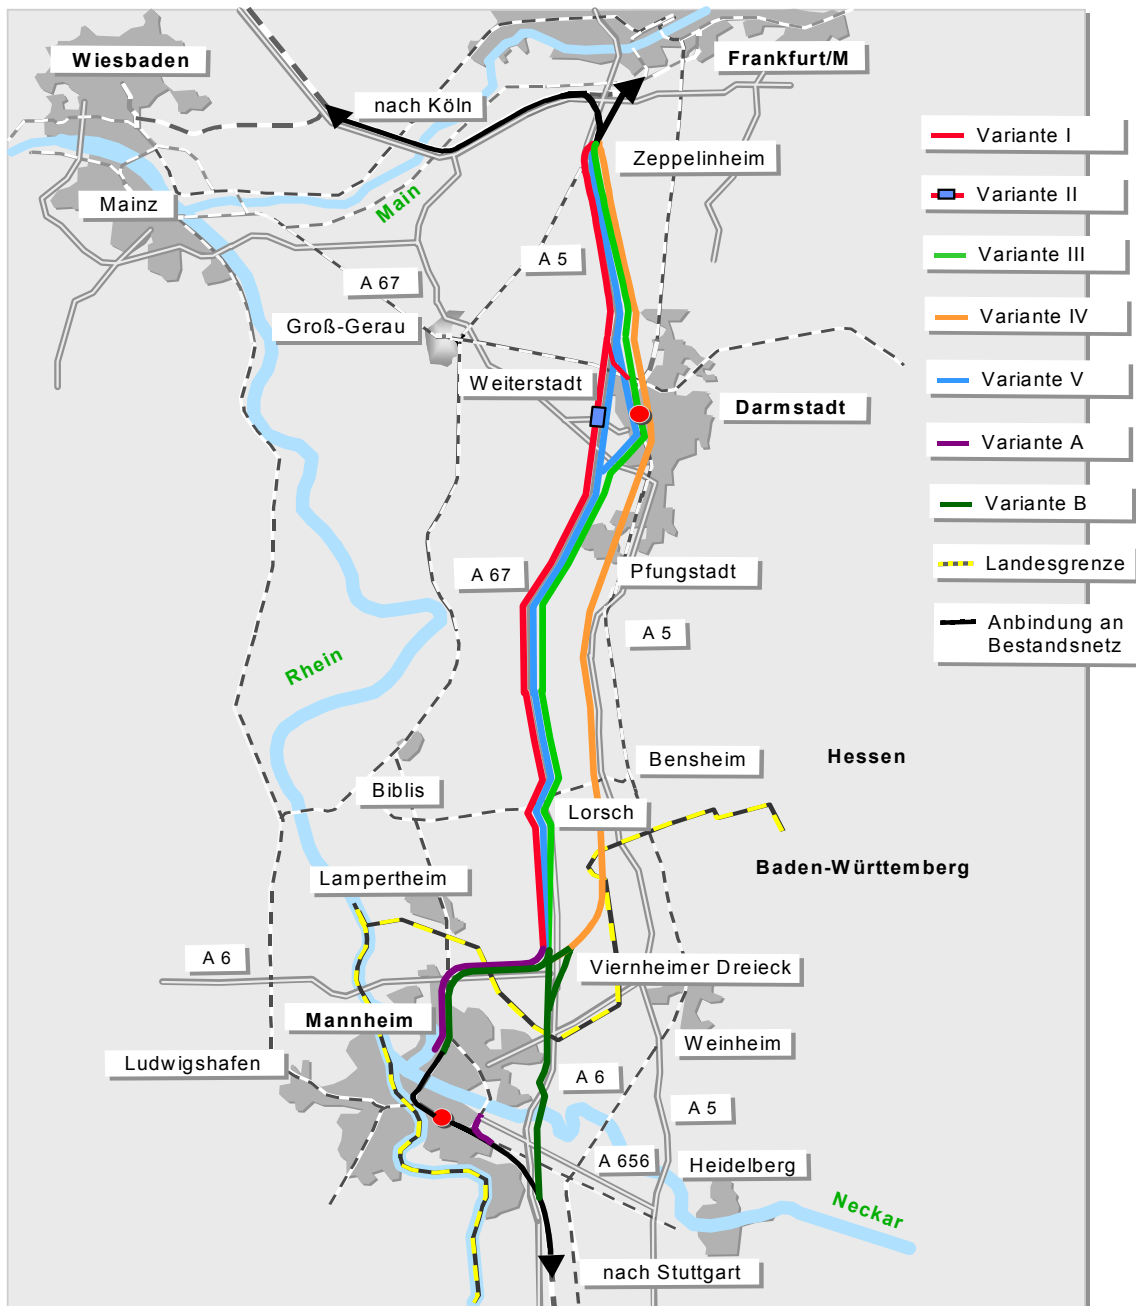 Wiesbaden
Frankfurt/M
nach Köln
Variante I
Zeppelinheim
Variante II
Mainz
Main
Variante III
A 5
A 67
Variante IV
Groß-Gerau
Weiterstadt
Variante V
Darmstadt
Variante A
Variante B
Landesgrenze
A 67
Pfungstadt
Anbindung an
Bestandsnetz
A 5
Rhein
Bensheim
Hessen
Biblis
Lorsch
Baden-Württemberg
Lampertheim
A 6
Viernheimer Dreieck
Mannheim
Weinheim
Ludwigshafen
A 6
A 5
A 656
Heidelberg
Neckar
nach Stuttgart